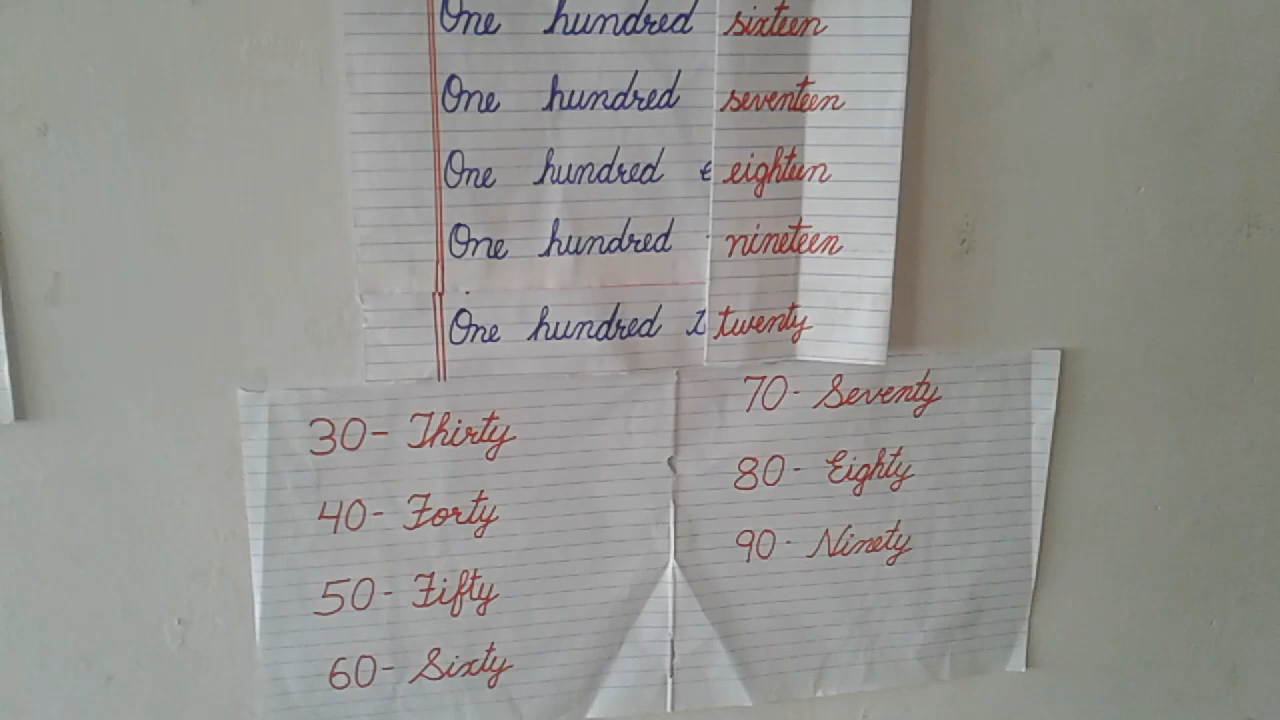 One hundred sixteen
One hundred seventeen
One hundred eighteen
One hundred nineteen
One hundred twenty
30- Thirty
40- Forty
50- Fifty
60- Sixty
70- Seventy
80- Eighty
90- Ninety